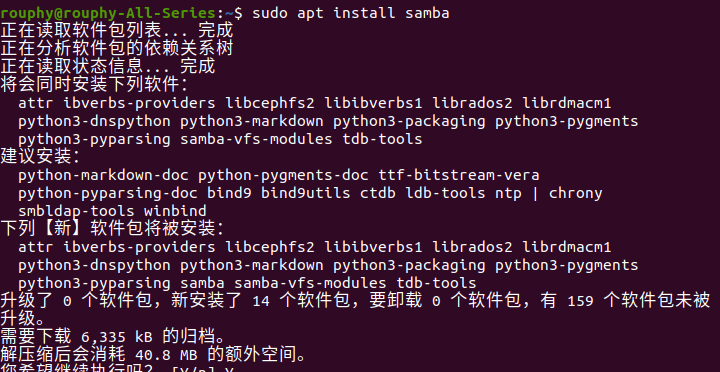 rouphy@rouphy-All-Series:~$ sudo apt install samba
正在读取软件包列表... 完成
正在分析软件包的依赖关系树
正在读取状态信息... 完成
将会同时安装下列软件：
attr ibverbs-providers libcephfs2 libibverbs1 librados2 librdmacm1
python3-dnspython python3-markdown python3-packaging python3-pygments
python3-pyparsing samba-vfs-modules tdb-tools
建议安装：
python-markdown-doc python-pygments-doc ttf-bitstream-vera
python-pyparsing-doc bind9 bind9utils ctdb ldb-tools ntp | chrony
smbldap-tools winbind
下列【新】软件包将被安装：
attr ibverbs-providers libcephfs2 libibverbs1 librados2 librdmacm1
python3-dnspython python3-markdown python3-packaging python3-pygments
python3-pyparsing samba samba-vfs-modules tdb-tools
升级了 0 个软件包，新安装了 14 个软件包，要卸载 0 个软件包，有 159 个软件包未被
升级。
需要下载 6,335 kB 的归档。
解压缩后会消耗 40.8 MB 的额外空间。
您希望继续执行吗？ [Y/n] Y